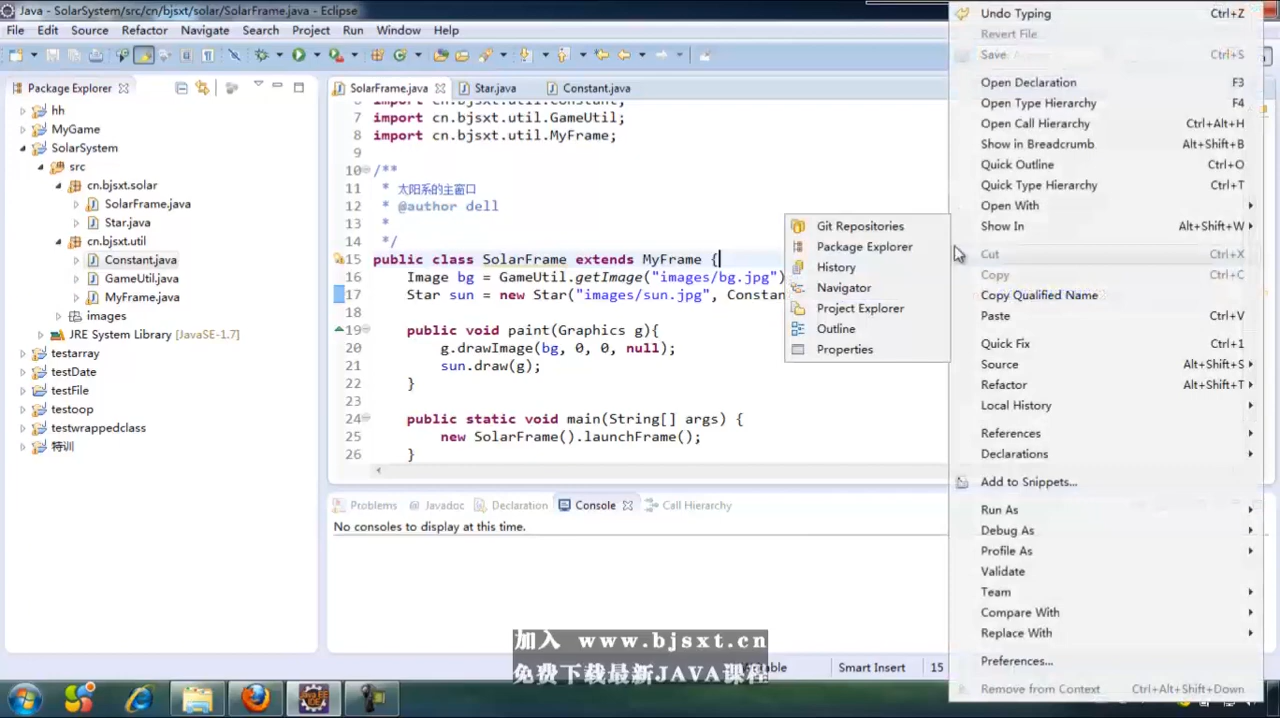 Java - SolarSystem/src/cn/bjsxt/solar/SolarFrame.java - Eclipse
File Edit Source Refactor Navigate Search Project Run Window Help
Package Explorer
hh
MyGame
SolarSystem
src
cn.bjsxt.solar
SolarFrame.java
Star.java
cn.bjsxt.util
Constant.java
GameUtil.java
MyFrame.java
images
JRE System Library [JavaSE-1.7]
testarray
testDate
testFile
testoop
testwrappedclass
特训
SolarFrame.java Star.java Constant.java
6 import cn.bjsxt.util.Constant;
7 import cn.bjsxt.util.GameUtil;
8 import cn.bjsxt.util.MyFrame;
9
10 /**
11 * 太阳系的主窗口
12 * @author dell
13 *
14 */
15 public class SolarFrame extends MyFrame {
16 Image bg = GameUtil.getImage("images/bg.jpg")
17 Star sun = new Star("images/sun.jpg", Constan
18
19 public void paint(Graphics g){
20 g.drawImage(bg, 0, 0, null);
21 sun.draw(g);
22 }
23
24 public static void main(String[] args) {
25 new SolarFrame().launchFrame();
26 }
Problems @ Javadoc Declaration Console Call Hierarchy
No consoles to display at this time.
Smart Insert 15
Git Repositories
Package Explorer
History
Navigator
Project Explorer
Outline
Properties
Undo Typing Ctrl+Z
Revert File
Save Ctrl+S
Open Declaration F3
Open Type Hierarchy F4
Open Call Hierarchy Ctrl+Alt+H
Show in Breadcrumb Alt+Shift+B
Quick Outline Ctrl+O
Quick Type Hierarchy Ctrl+T
Open With
Show In Alt+Shift+W
Cut Ctrl+X
Copy Ctrl+C
Copy Qualified Name
Paste Ctrl+V
Quick Fix Ctrl+1
Source Alt+Shift+S
Refactor Alt+Shift+T
Local History
References
Declarations
Add to Snippets...
Run As
Debug As
Profile As
Validate
Team
Compare With
Replace With
Preferences...
Remove from Context Ctrl+Alt+Shift+Down
加入 www.bjsxt.cn
免费下载最新JAVA课程